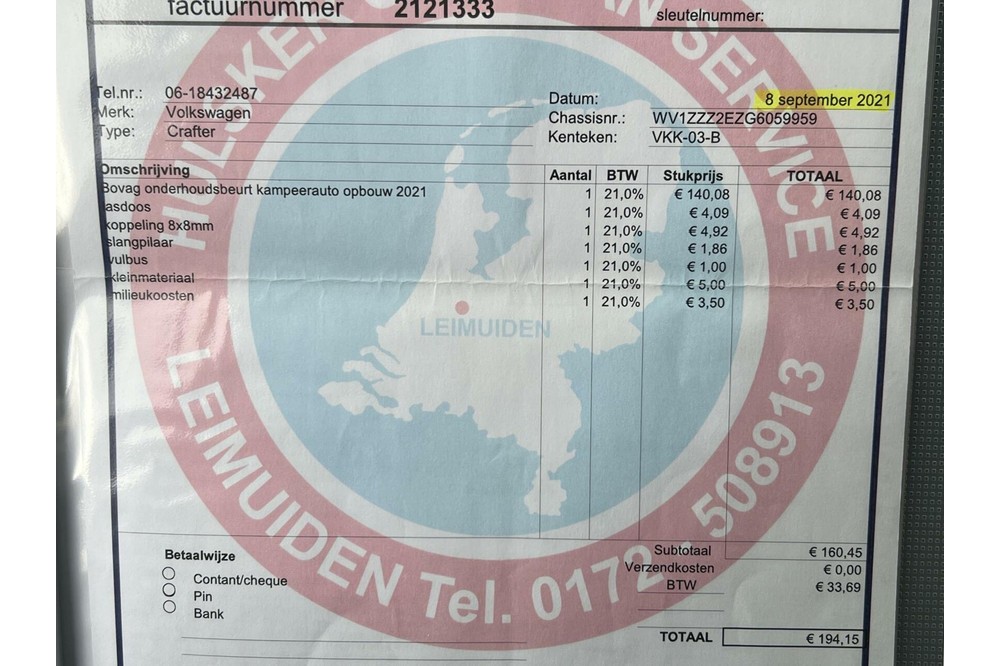 factuurnummer 2121333
sleutelnummer:
Tel.nr.: 06-18432487
Merk: Volkswagen
Type: Crafter
Datum: 8 september 2021
Chassisnr.: WV1ZZZ2EZG6059959
Kenteken: VKK-03-B
Omschrijving Aantal BTW Stukprijs TOTAAL
Bovag onderhoudsbeurt kampeerauto opbouw 2021 1 21,0% € 140,08 € 140,08
asdoos 1 21,0% € 4,09 € 4,09
koppeling 8x8mm 1 21,0% € 4,92 € 4,92
slangpilaar 1 21,0% € 1,86 € 1,86
vulbus 1 21,0% € 1,00 € 1,00
kleinmateriaal 1 21,0% € 5,00 € 5,00
milieukosten 1 21,0% € 3,50 € 3,50
LEIMUIDEN
HULSKER SERVICE
LEIMUIDEN Tel. 0172 - 508913
Betaalwijze
Contant/cheque
Pin
Bank
Subtotaal € 160,45
Verzendkosten € 0,00
BTW € 33,69
TOTAAL € 194,15